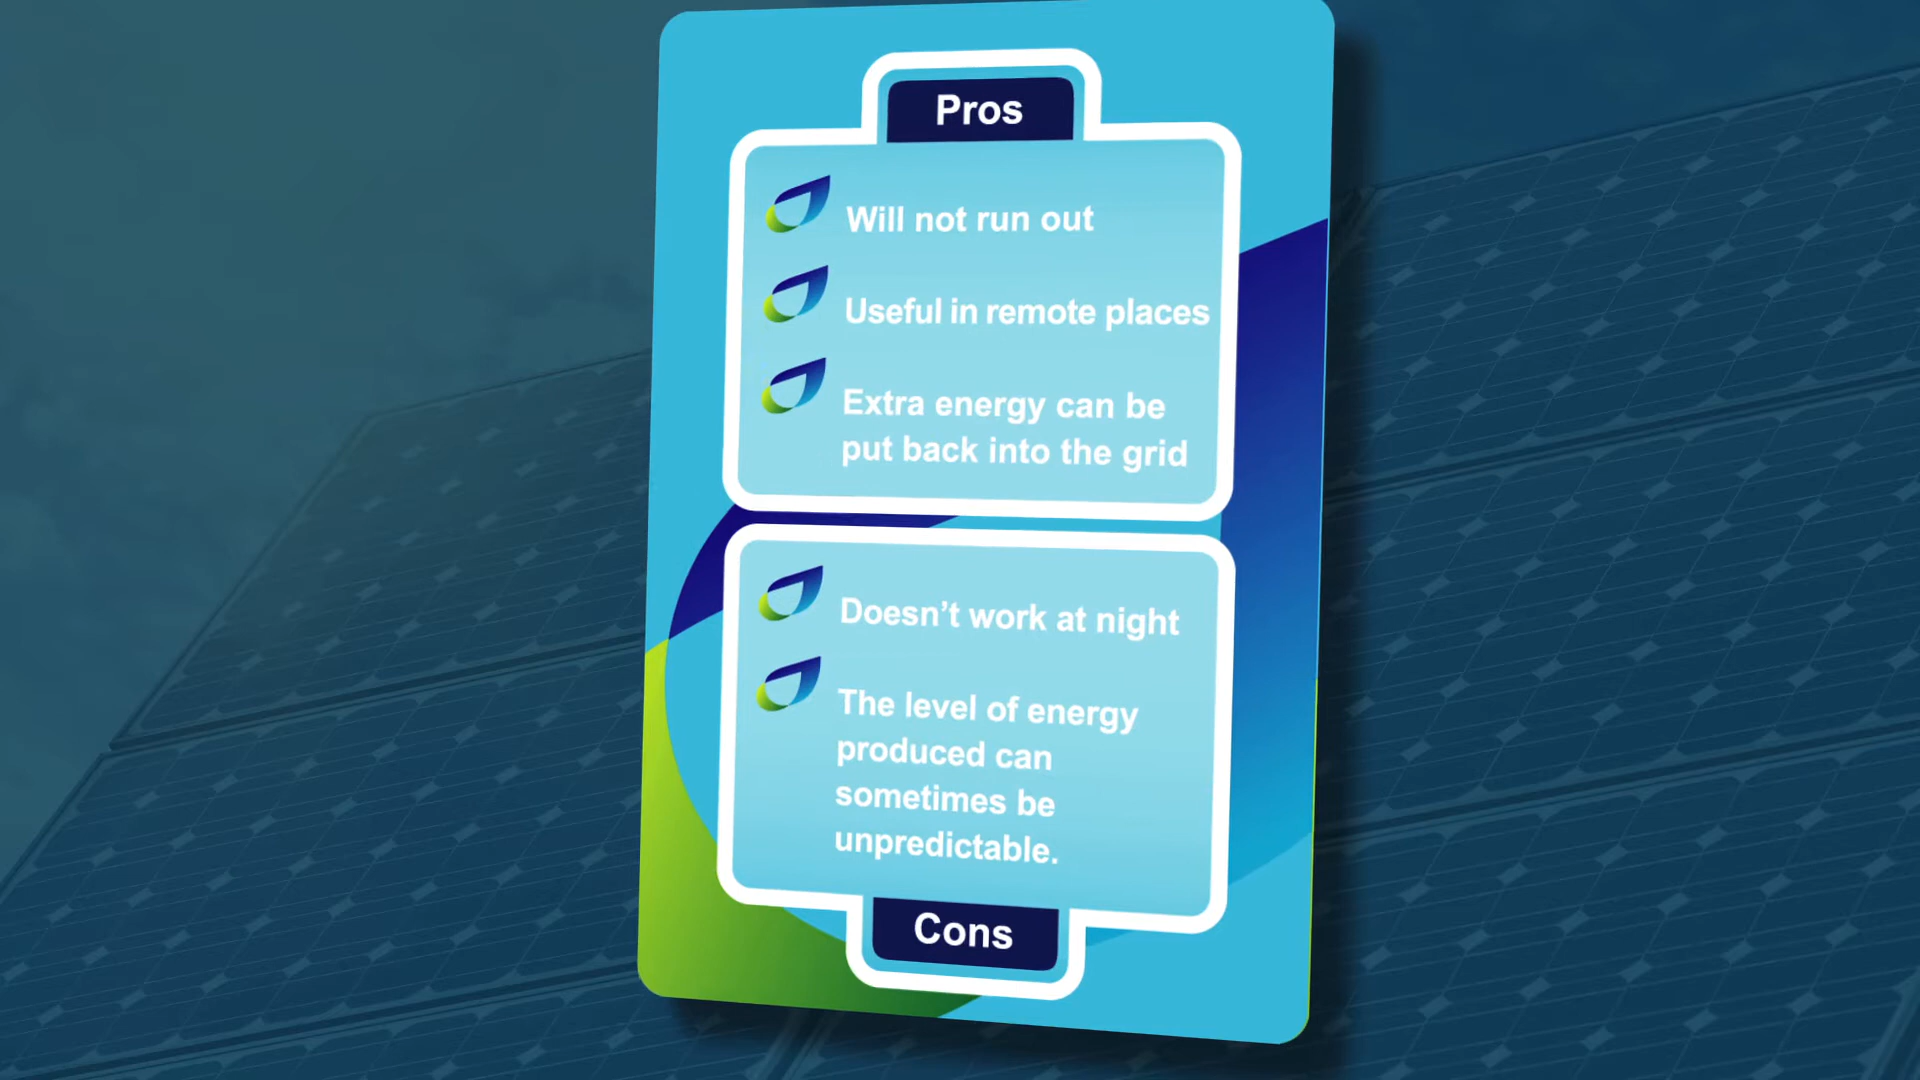 Pros
Will not run out
Useful in remote places
Extra energy can be
put back into the grid
Doesn't work at night
The level of energy
produced can
sometimes be
unpredictable.
Cons